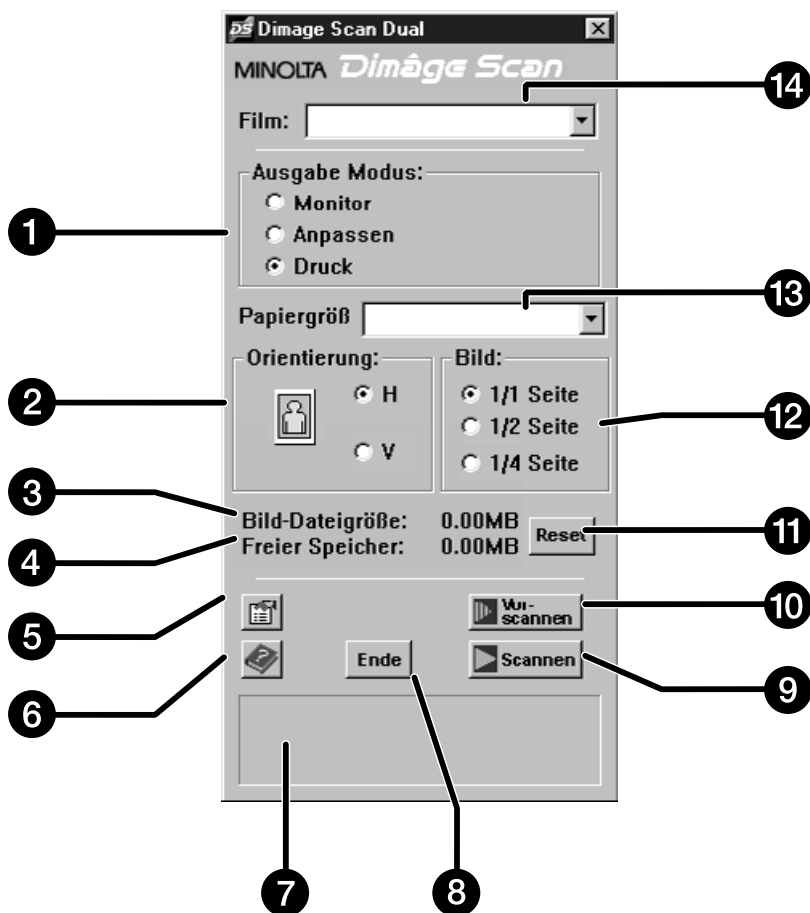 DS Dimage Scan Dual
MINOLTA Dimâge Scan
14
Film:
Ausgabe Modus:
Monitor
1
Anpassen
Druck
13
Papiergröß
Orientierung:
Bild:
2
H
1/1 Seite
1/2 Seite
12
V
1/4 Seite
3
Bild-Dateigröße: 0.00MB
Reset
11
4
Freier Speicher: 0.00MB
5
Vor-
scannen
10
6
?
Ende
Scannen
9
7
8